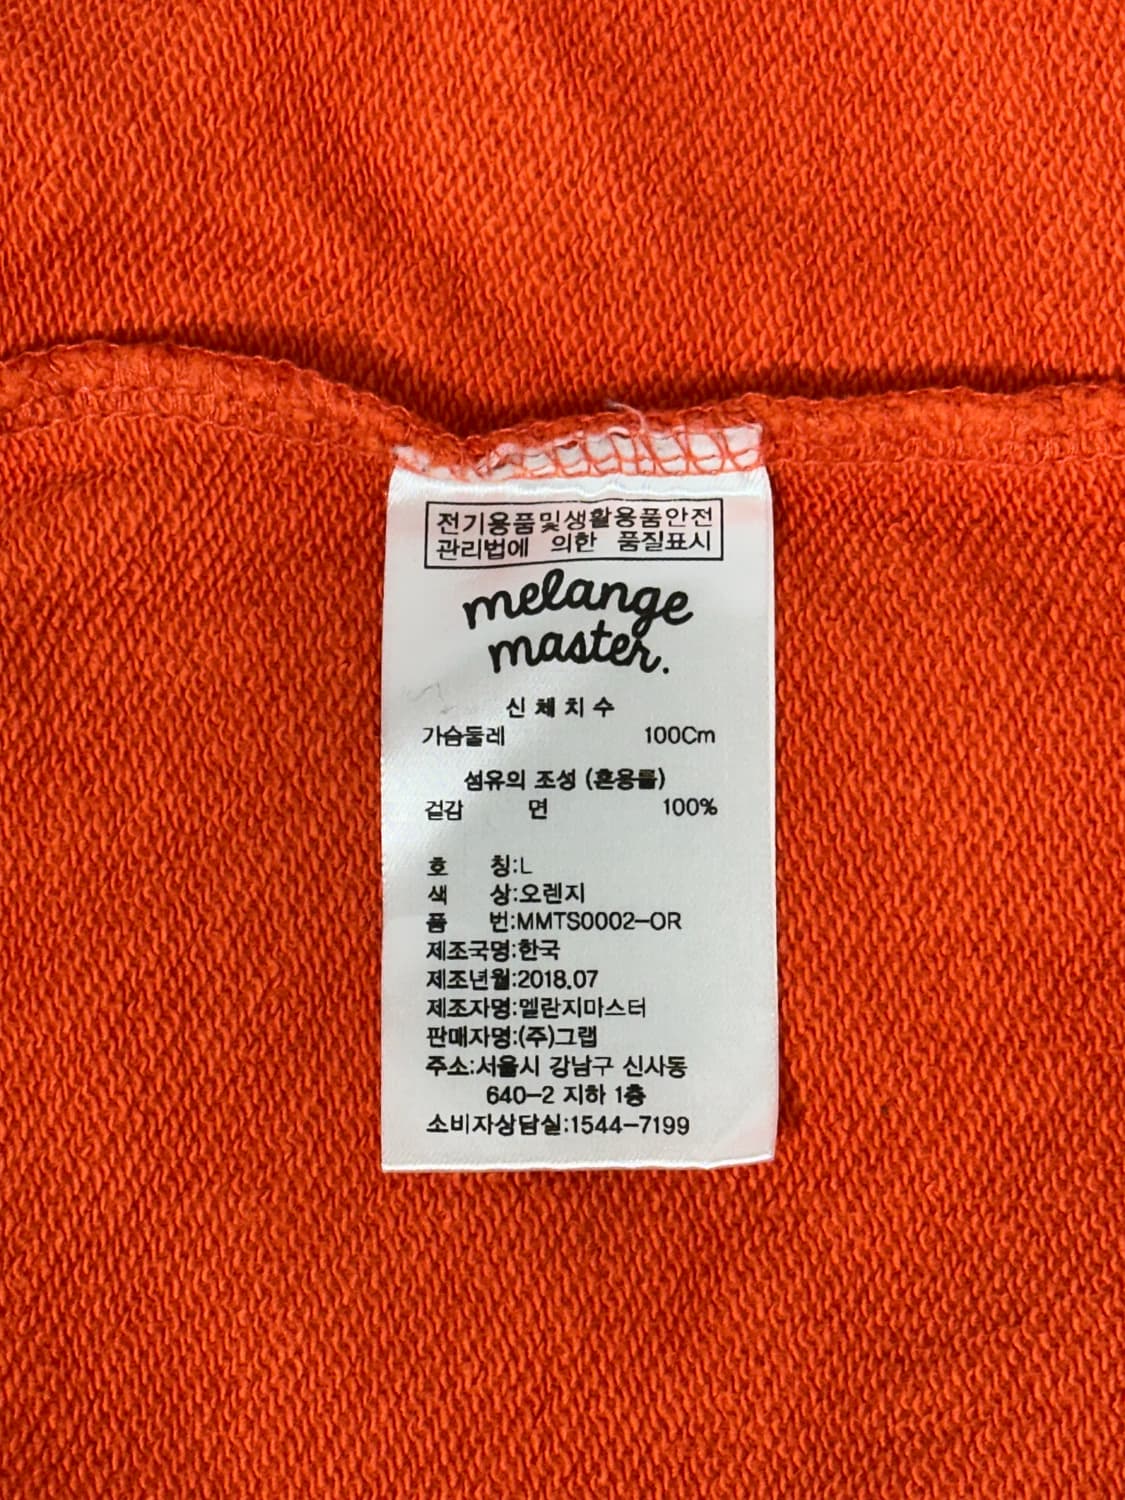 전기용품및생활용품안전
관리법에 의한 품질표시
melange
master.
신체치수
가슴둘레 100Cm
섬유의 조성 (혼용률)
겉감 면 100%
호 칭:L
색 상:오렌지
품 번:MMTS0002-OR
제조국명:한국
제조년월:2018.07
제조자명:멜란지마스터
판매자명:(주)그랩
주소:서울시 강남구 신사동
640-2 지하 1층
소비자상담실:1544-7199